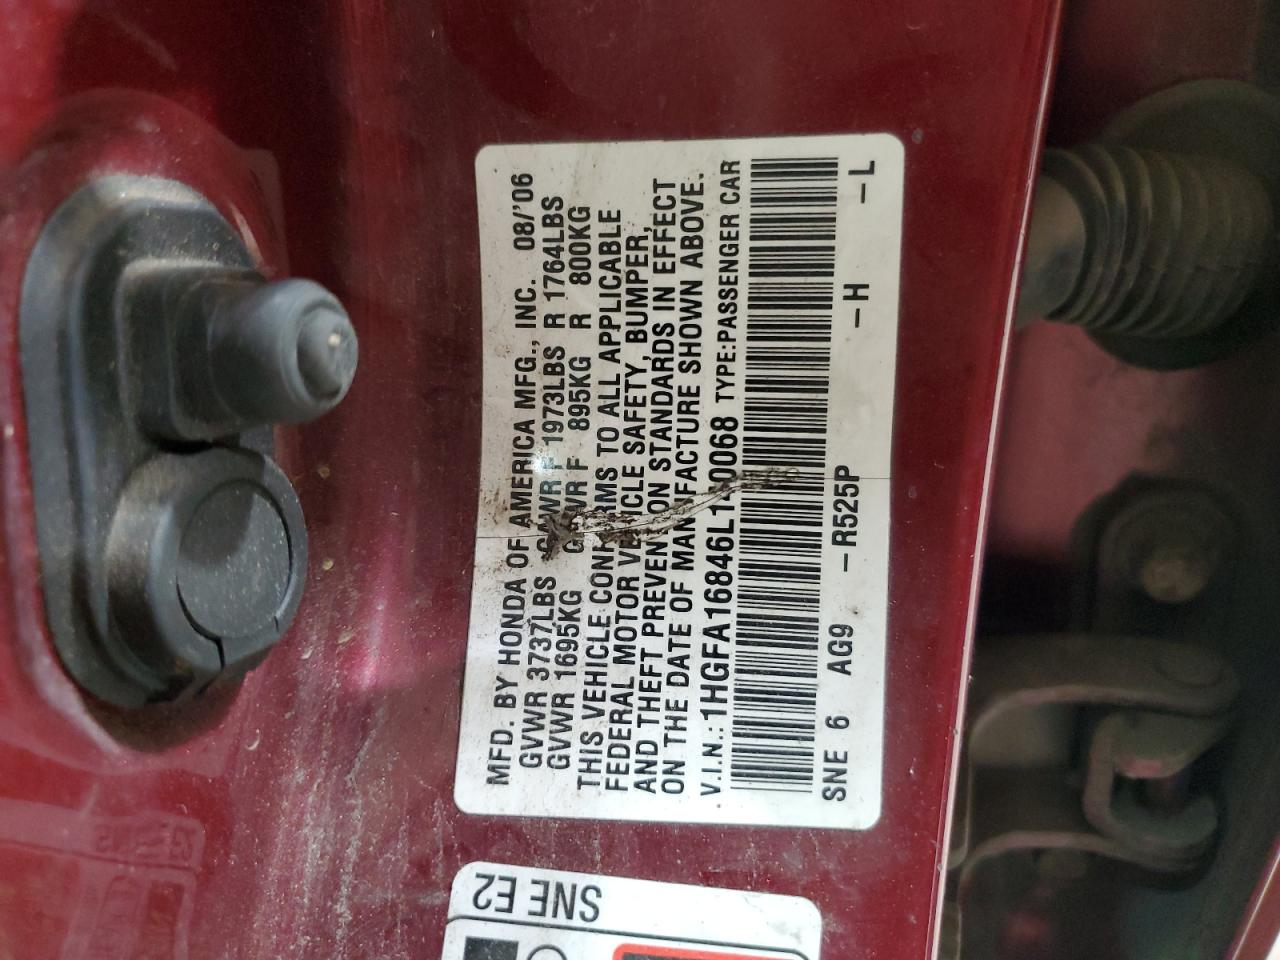 MFD. BY HONDA OF AMERICA MFG., INC. 08/'06
GVWR 3737LBS GAWR F 1973LBS R 1764LBS
GVWR 1695KG GAWR F 895KG R 800KG
THIS VEHICLE CONFORMS TO ALL APPLICABLE
FEDERAL MOTOR VEHICLE SAFETY, BUMPER,
AND THEFT PREVENTION STANDARDS IN EFFECT
ON THE DATE OF MANUFACTURE SHOWN ABOVE.
V.I.N.: TYPE:PASSENGER CAR
SNE 6 AG9 -R525P -H -L
SNE E2